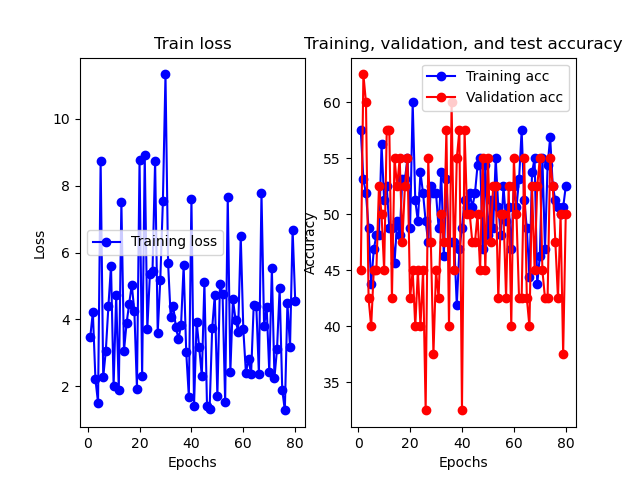 Train loss
Loss
10
8
6
4
2
Training loss
0
20
40
60
80
Epochs
Training, validation, and test accuracy
Accuracy
60
55
50
45
40
35
Training acc
Validation acc
0
20
40
60
80
Epochs